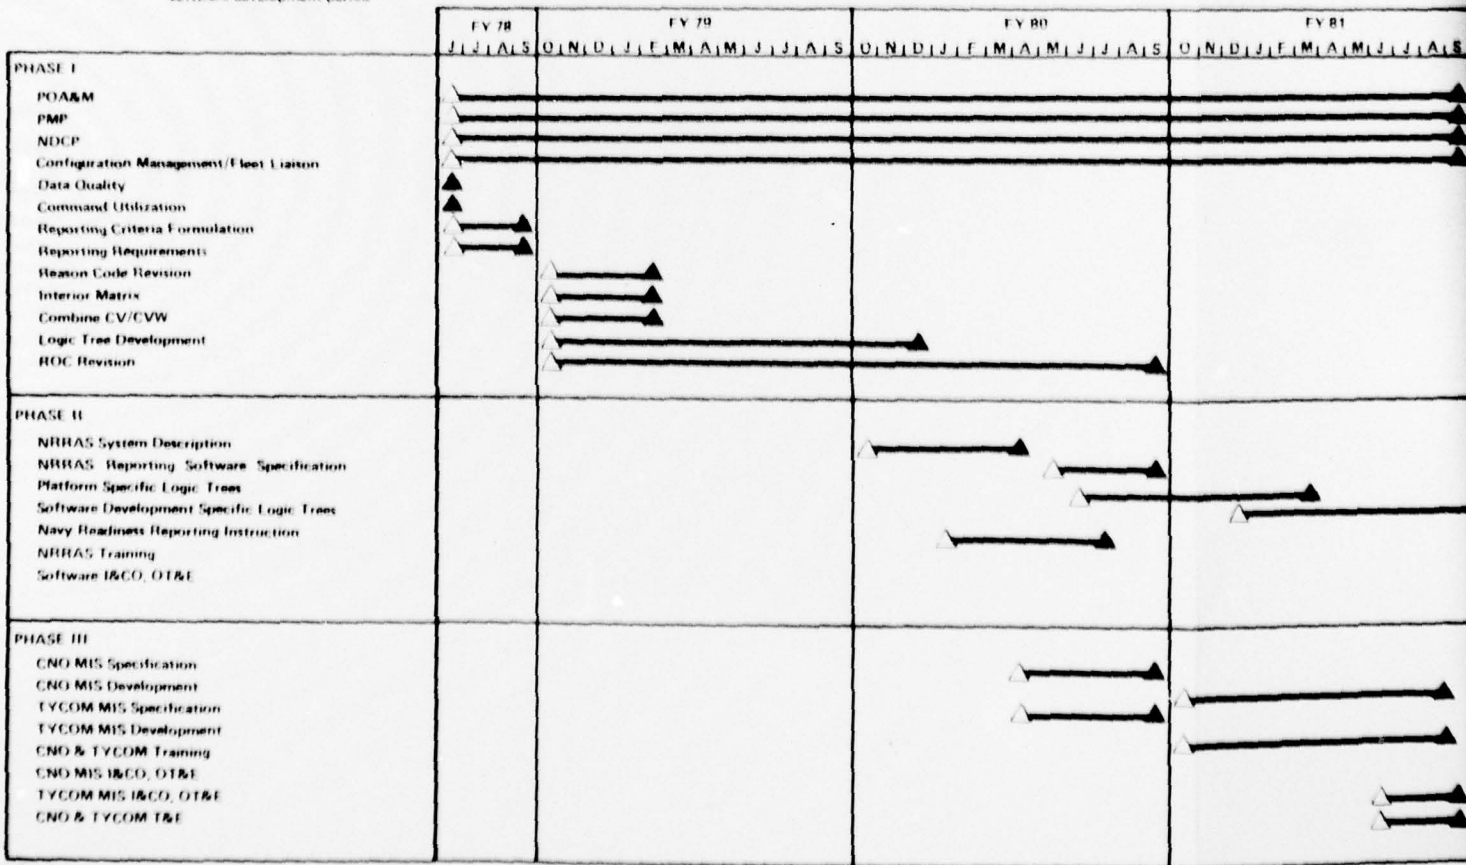 FY 78 FY 79 FY 80 FY 81
J J A S O N D J F M A M J J A S O N D J F M A M J J A S O N D J F M A M J J A S
PHASE I
POA&M
PMP
NDCP
Configuration Management/Fleet Liaison
Data Quality
Command Utilization
Reporting Criteria Formulation
Reporting Requirements
Reason Code Revision
Interior Matrix
Combine CV/CVW
Logic Tree Development
ROC Revision
PHASE II
NRRAS System Description
NRRAS Reporting Software Specification
Platform Specific Logic Trees
Software Development Specific Logic Trees
Navy Readiness Reporting Instruction
NRRAS Training
Software I&CO, OT&E
PHASE III
CNO MIS Specification
CNO MIS Development
TYCOM MIS Specification
TYCOM MIS Development
CNO & TYCOM Training
CNO MIS I&CO, OT&E
TYCOM MIS I&CO, OT&E
CNO & TYCOM T&E